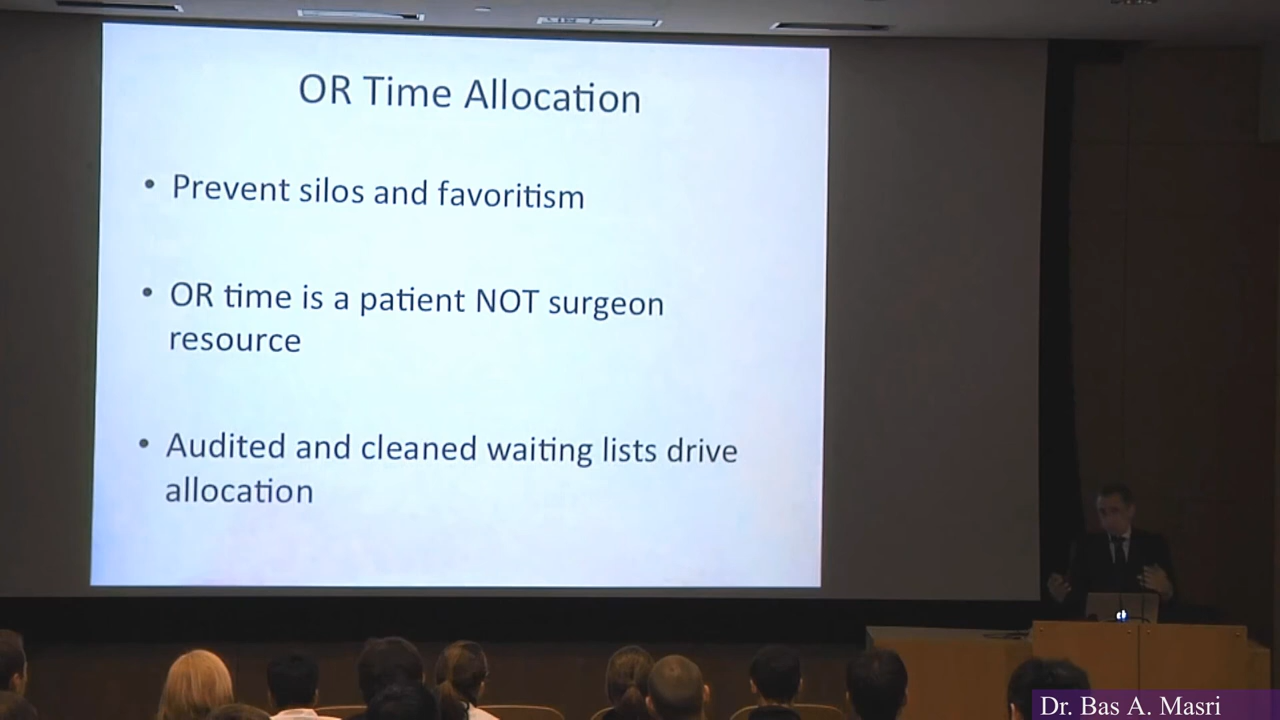 OR Time Allocation
• Prevent silos and favoritism
• OR time is a patient NOT surgeon
resource
• Audited and cleaned waiting lists drive
allocation
Dr. Bas A. Masri